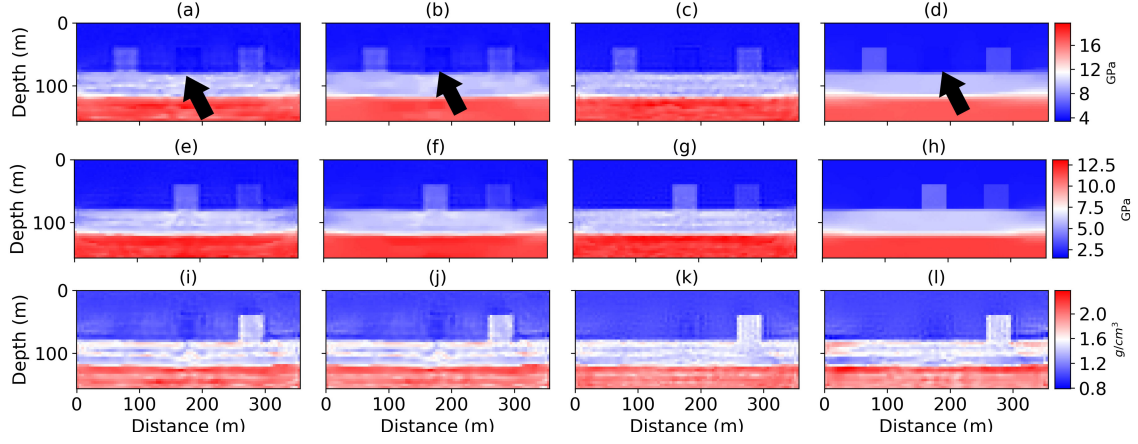 (a) (b) (c) (d)
Depth (m) 0 100
16 12 8 4 GPa
(e) (f) (g) (h)
Depth (m) 0 100
12.5 10.0 7.5 5.0 2.5 GPa
(i) (j) (k) (l)
Depth (m) 0 100
2.0 1.6 1.2 0.8 g/cm³
0 100 200 300 0 100 200 300 0 100 200 300 0 100 200 300
Distance (m) Distance (m) Distance (m) Distance (m)